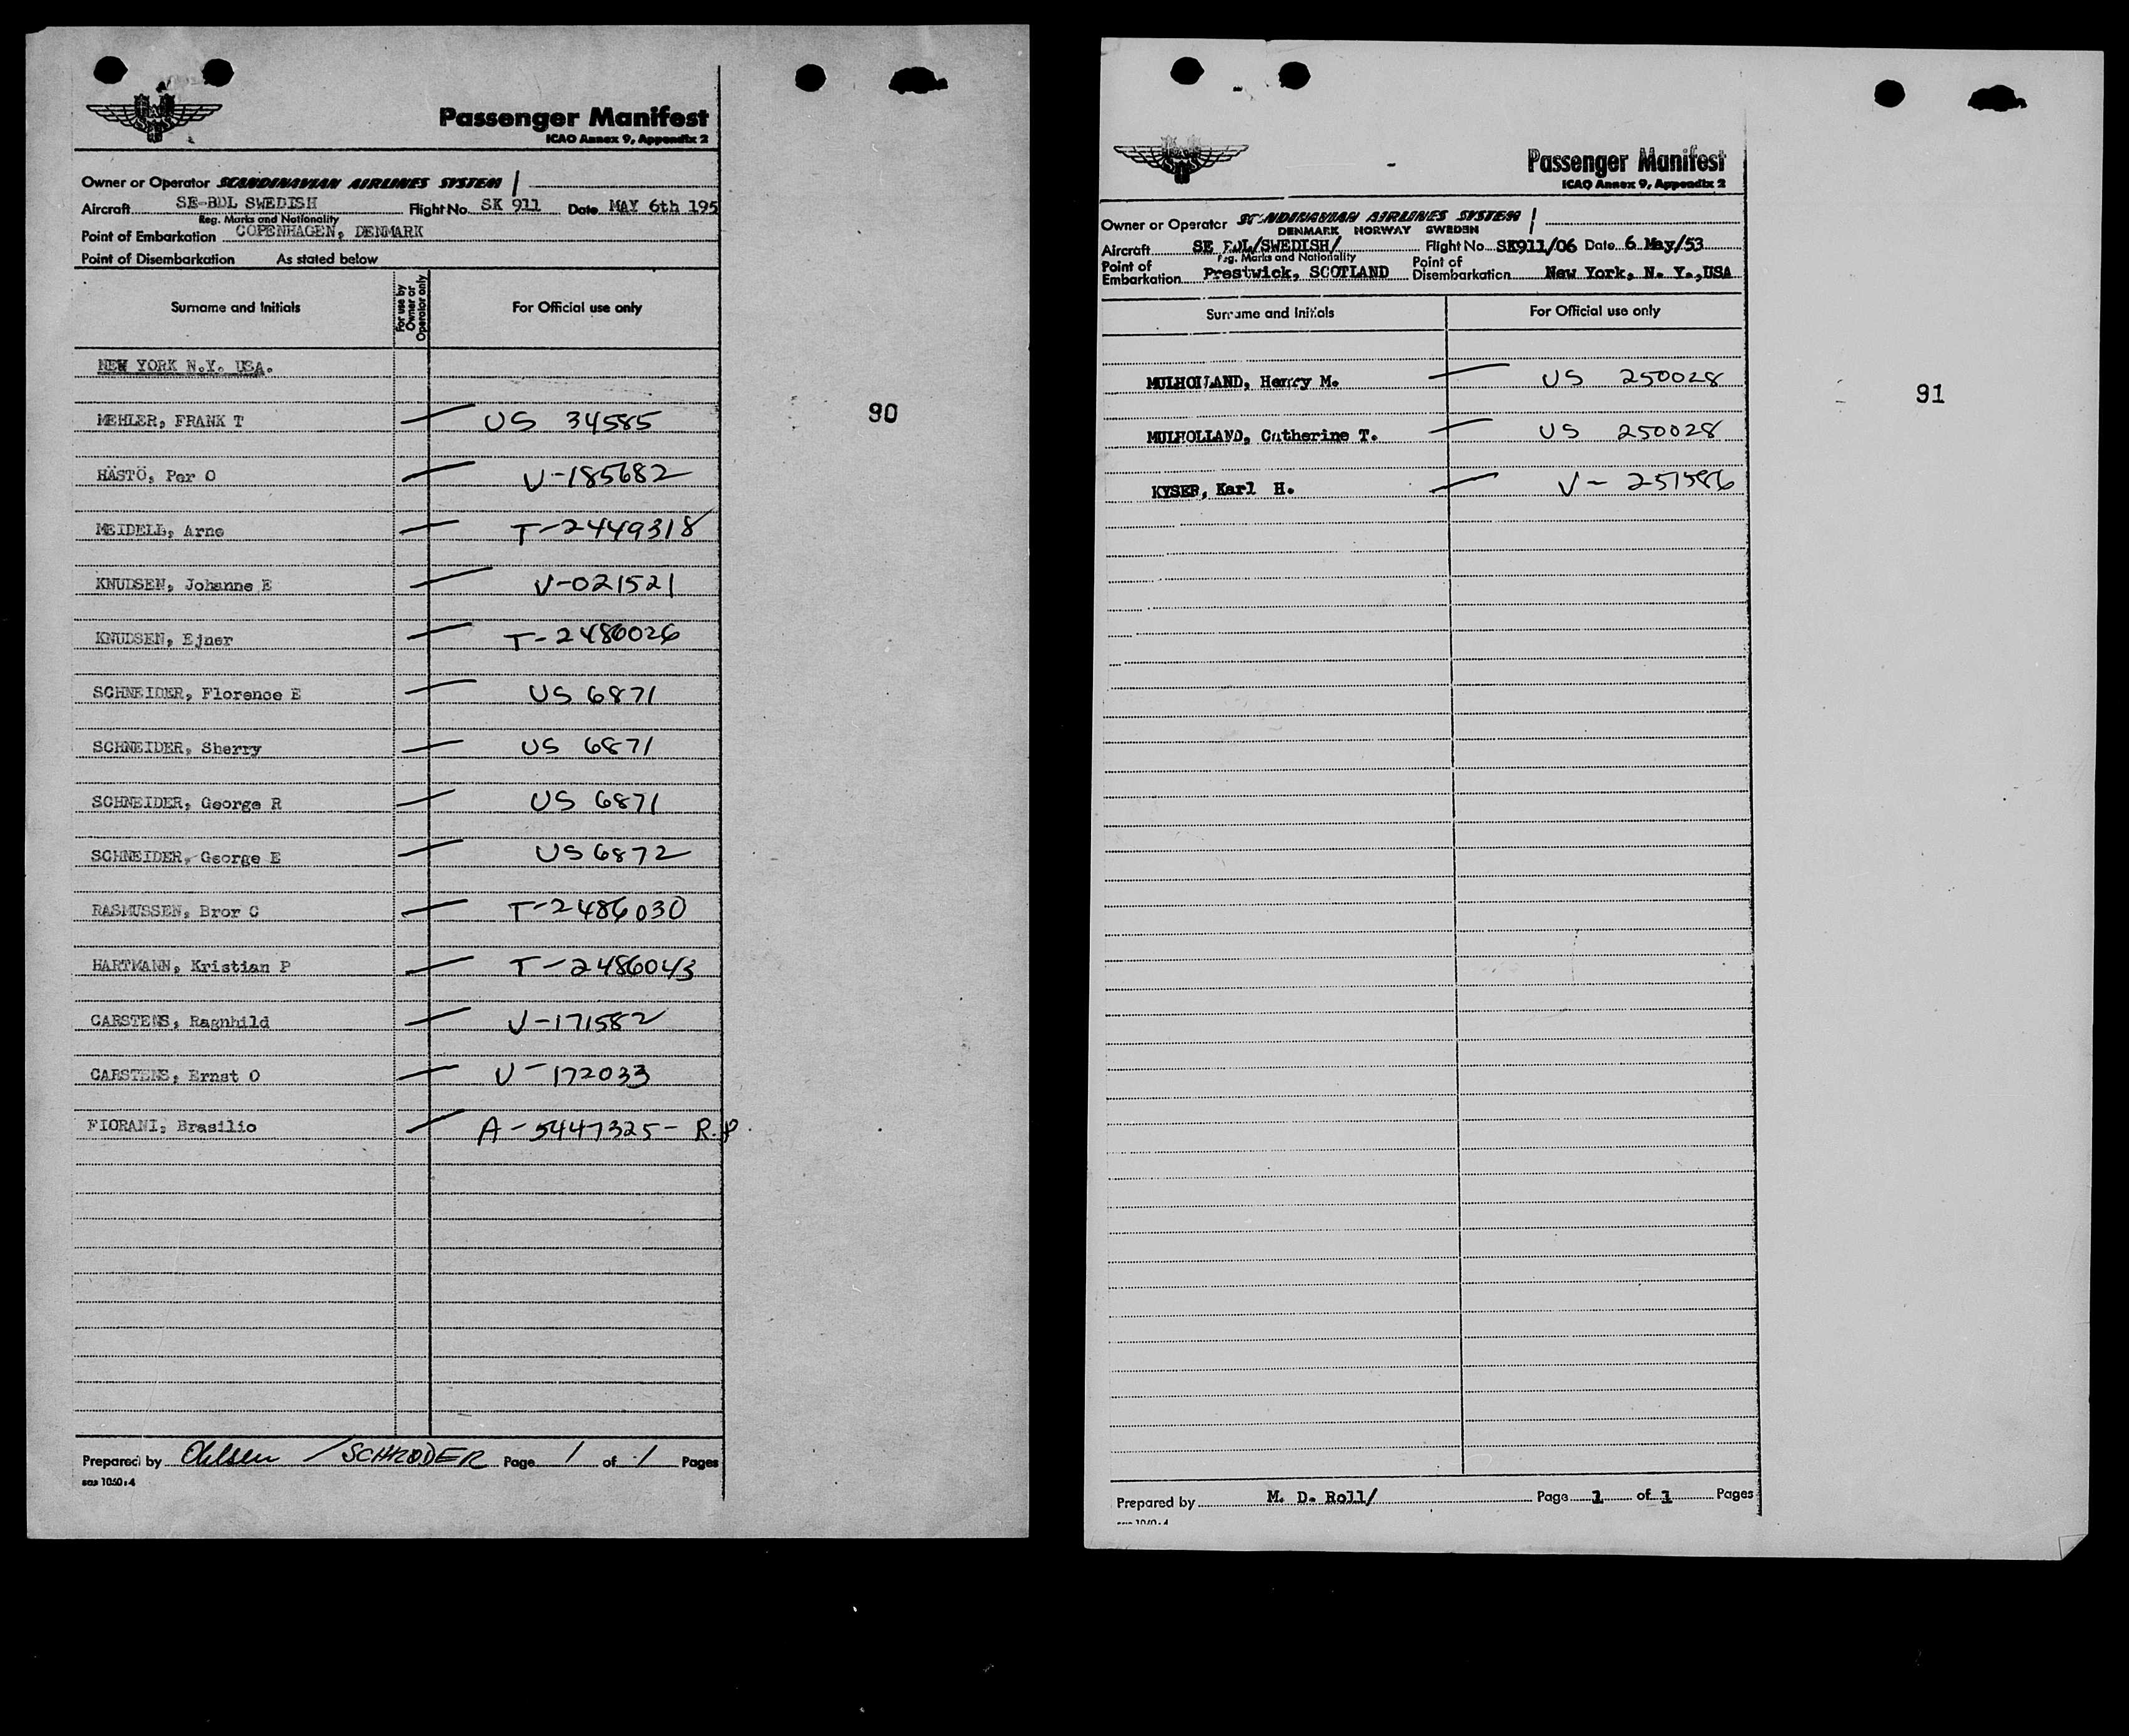 Passenger Manifest
ICAO Annex 9, Appendix 2
Owner or Operator SCANDINAVIAN AIRLINES SYSTEM /
Aircraft SE-BDL SWEDISH Flight No. SK 911 Date MAY 6th 195
Reg. Marks and Nationality
Point of Embarkation COPENHAGEN, DENMARK
Point of Disembarkation As stated below
Surname and Initials For use by Owner or Operator only For Official use only
NEW YORK N.Y. USA.
MEHLER, FRANK T US 34585
90
HÄSTÖ, Per O V-185682
MEIDELL, Arne T-2449318
KNUDSEN, Johanne E V-021521
KNUDSEN, Ejner T-2486026
SCHNEIDER, Florence E US 6871
SCHNEIDER, Sherry US 6871
SCHNEIDER, George R US 6871
SCHNEIDER, George E US 6872
RASMUSSEN, Bror C T-2486030
HARTMANN, Kristian P T-2486043
CARSTENS, Ragnhild V-171582
CARSTENS, Ernst O V-172033
FIORANI, Brasilio A-5447325- R.P.
Prepared by Ohlsen / SCHRODER Page 1 of 1 Pages
sas 1060:4
Passenger Manifest
ICAO Annex 9, Appendix 2
Owner or Operator SCANDINAVIAN AIRLINES SYSTEM /
DENMARK NORWAY SWEDEN
Aircraft SE BDL/SWEDISH/ Flight No SK911/06 Date 6 May/53
Reg. Marks and Nationality
Point of Embarkation Prestwick, SCOTLAND Point of Disembarkation New York, N. Y.,USA
Surname and Initials For Official use only
MULHOLLAND, Henry M. US 250028
91
MULHOLLAND, Catherine T. US 250028
KYSER, Karl H. V- 251586
Prepared by M. D. Roll/ Page 1 of 1 Pages